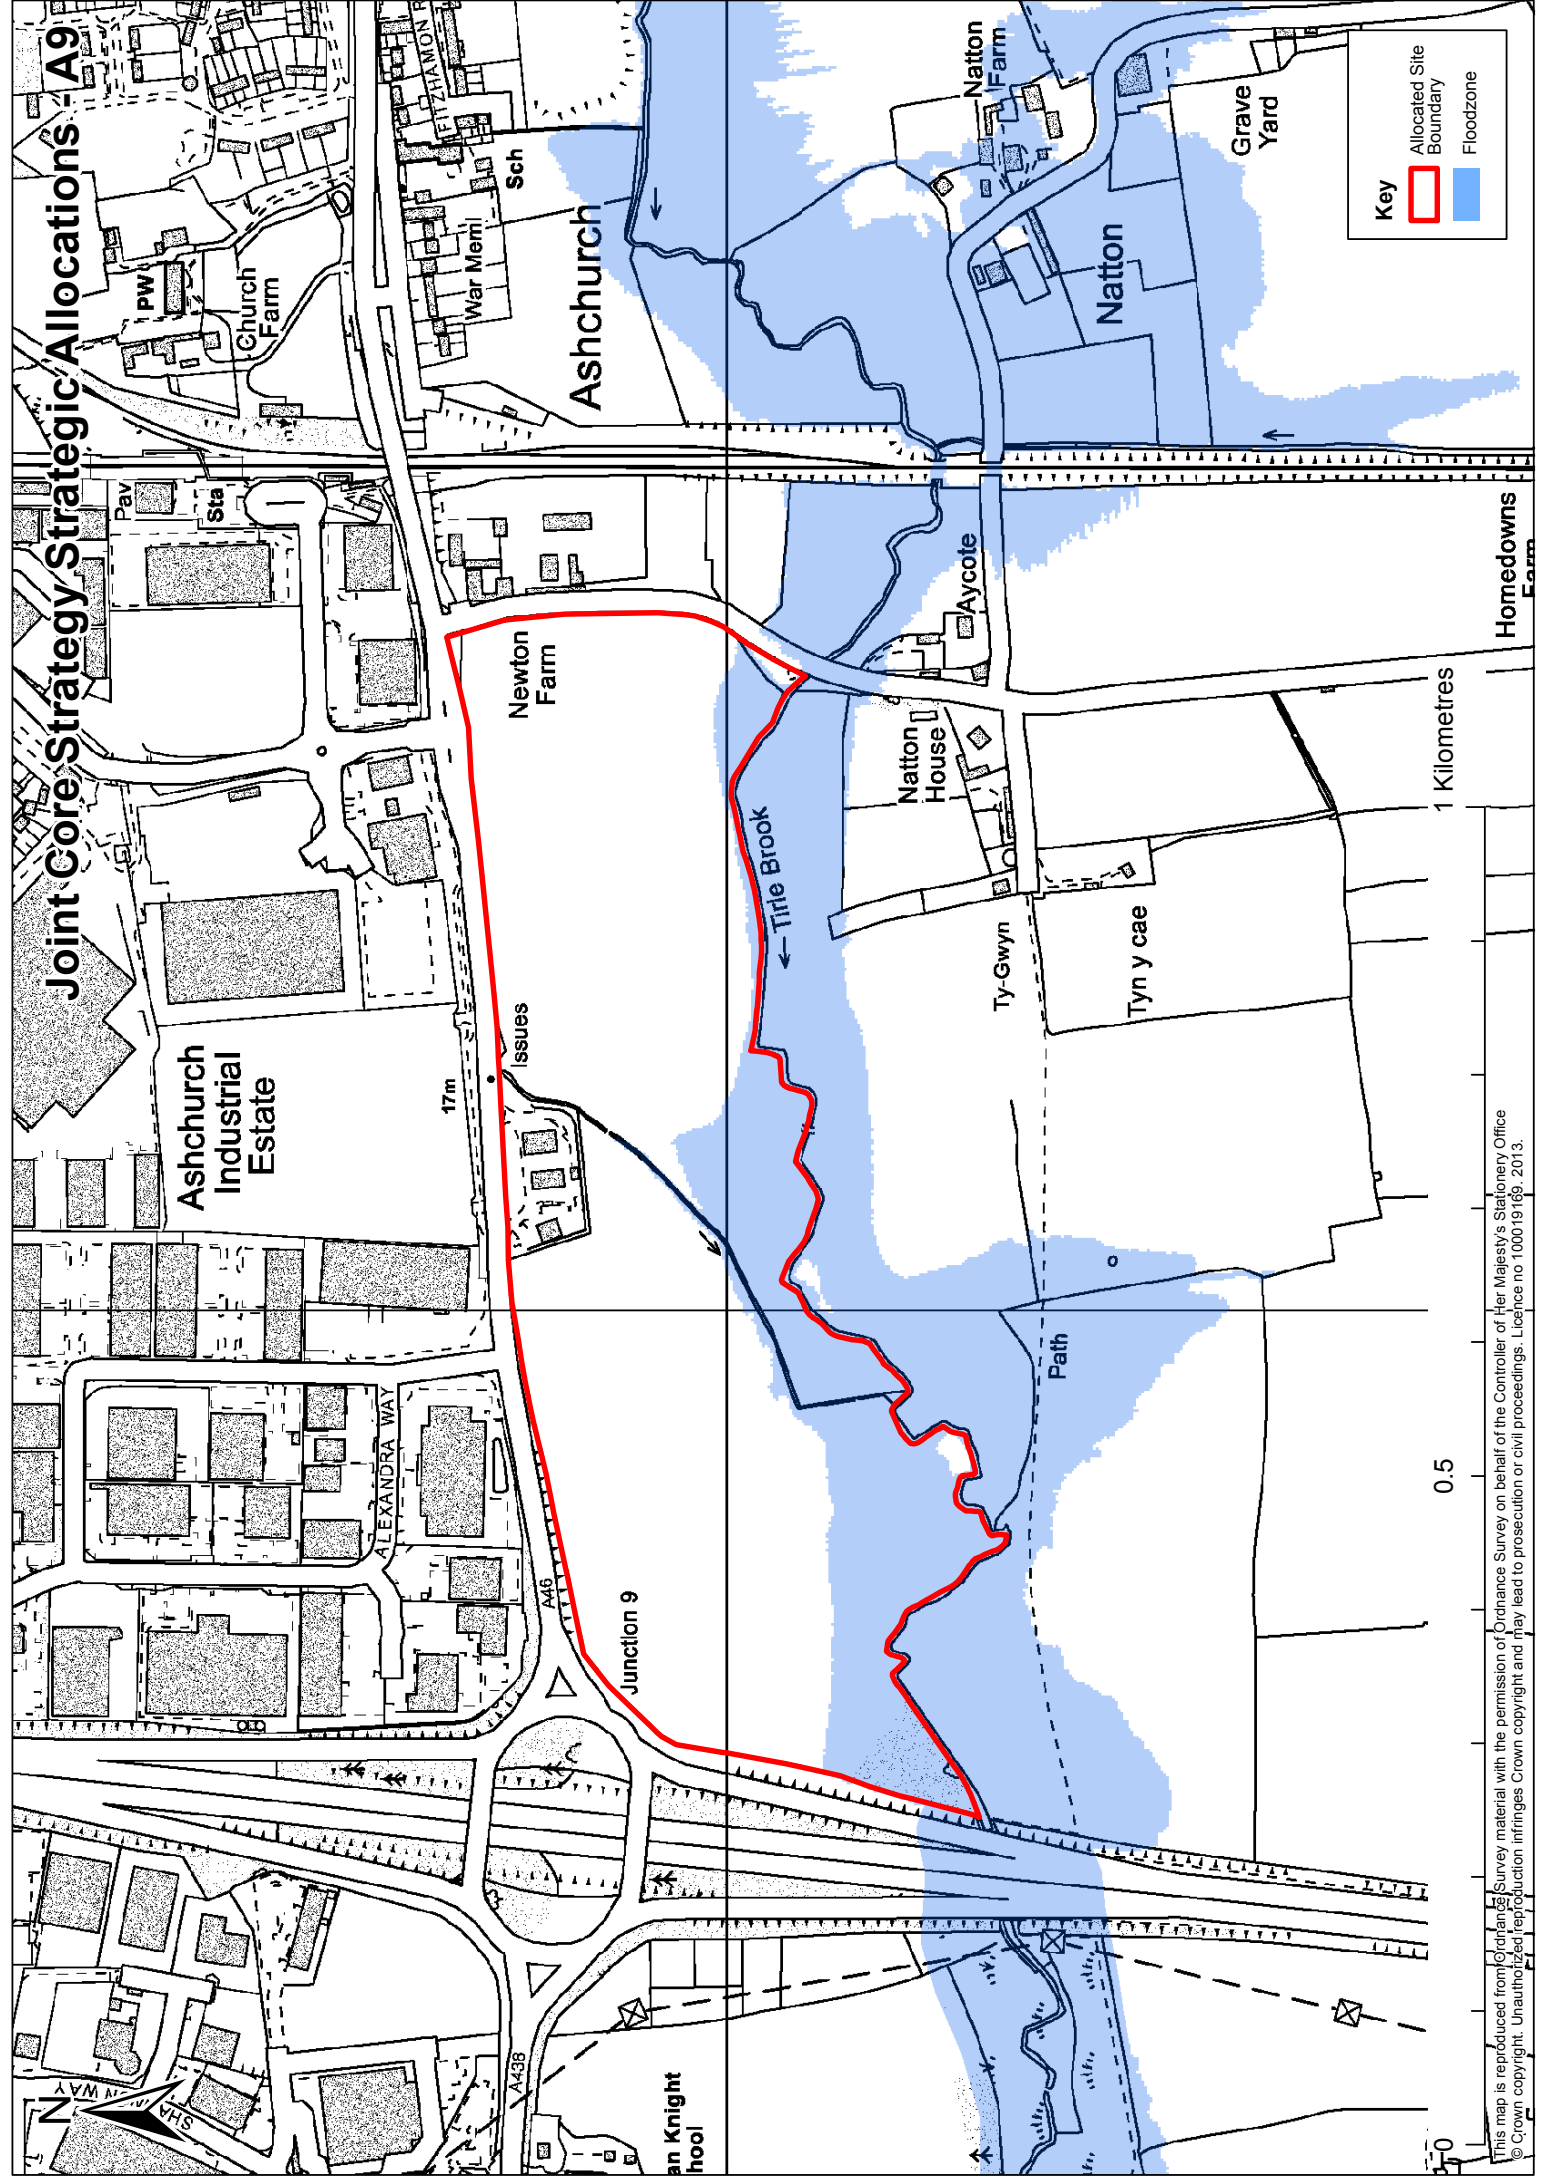 Joint Core Strategy Strategic Allocations - A9
N
PW
Church
Farm
Pav
Sta
FITZHAMON
Sch
War Meml
Ashchurch
Ashchurch
Industrial
Estate
17m
Issues
Newton
Farm
ALEXANDRA WAY
A46
Junction 9
A438
an Knight
hool
Tirle Brook
Natton
Farm
Grave
Yard
Natton
Aycote
Natton
House
Ty-Gwyn
Tyn y cae
Path
Homedowns
Farm
Key
Allocated Site
Boundary
Floodzone
0
0.5
1 Kilometres
This map is reproduced from Ordnance Survey material with the permission of Ordnance Survey on behalf of the Controller of Her Majesty's Stationery Office
© Crown copyright. Unauthorized reproduction infringes Crown copyright and may lead to prosecution or civil proceedings. Licence no 100019169. 2013.